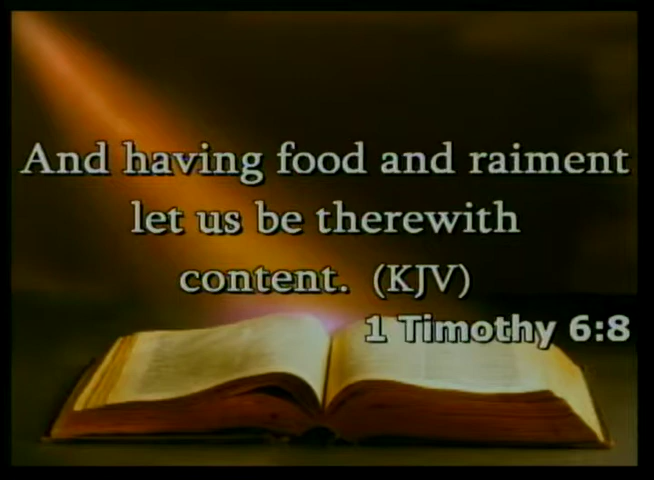 And having food and raiment
let us be therewith
content. (KJV)
1 Timothy 6:8